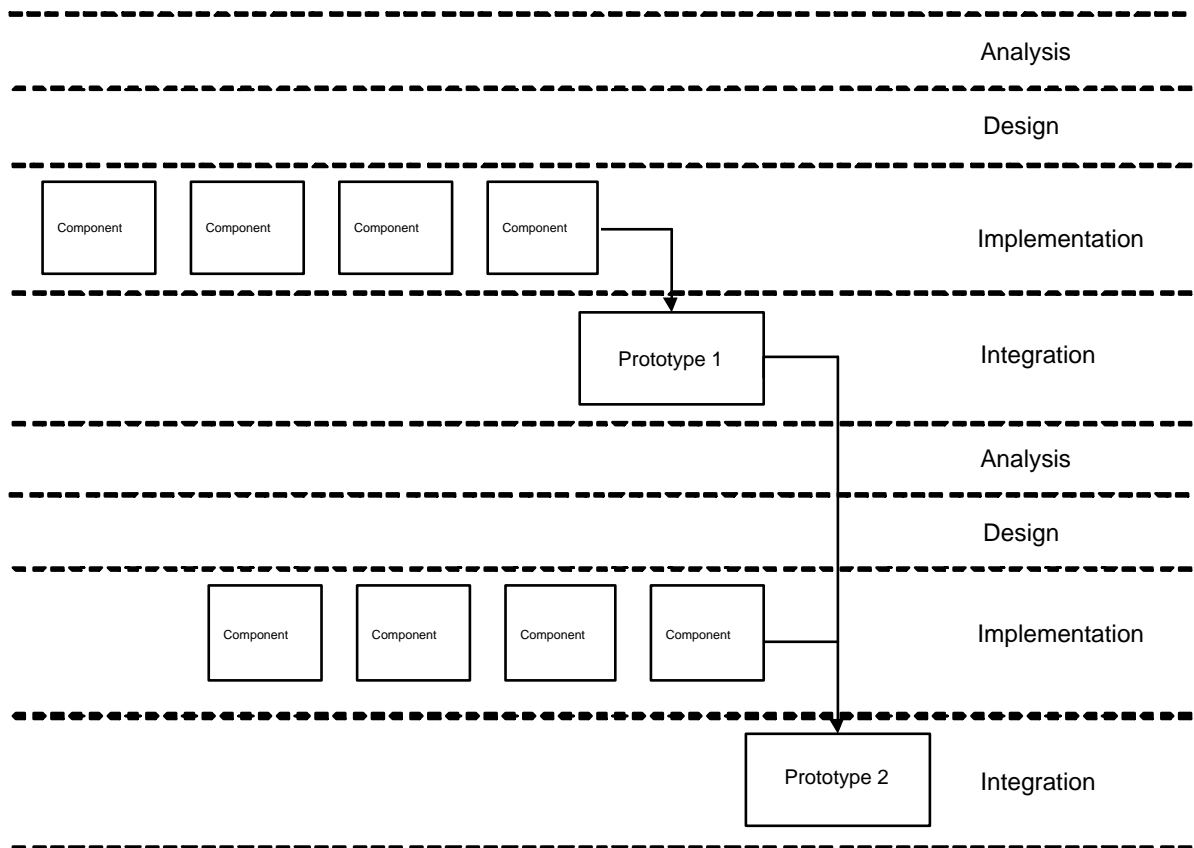 Analysis
Design
Component Component Component Component
Implementation
Prototype 1
Integration
Analysis
Design
Component Component Component Component
Implementation
Prototype 2
Integration